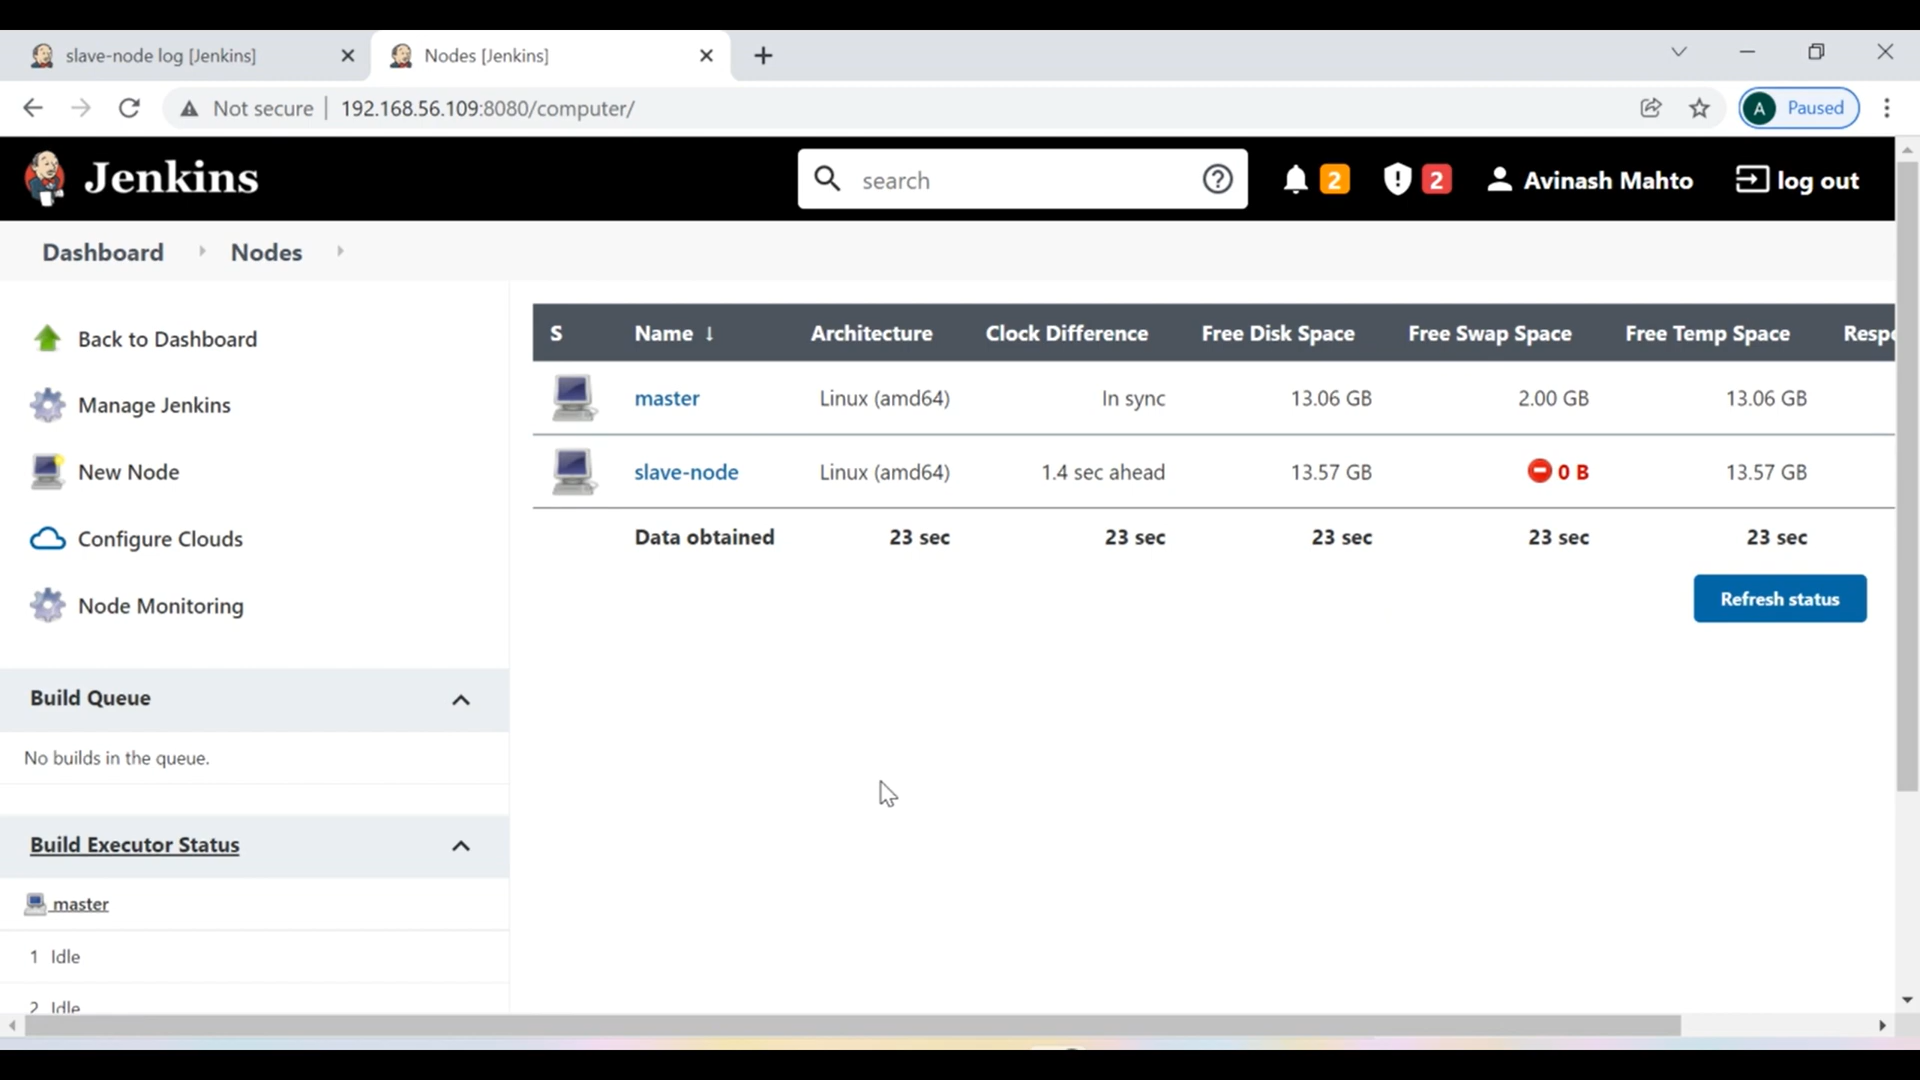 slave-node log [Jenkins]
Nodes [Jenkins]
Not secure 192.168.56.109:8080/computer/
A Paused
Jenkins
search
2
2
Avinash Mahto
log out
Dashboard Nodes
Back to Dashboard
Manage Jenkins
New Node
Configure Clouds
Node Monitoring
Build Queue
No builds in the queue.
Build Executor Status
master
1 Idle
2 Idle
S Name ↓ Architecture Clock Difference Free Disk Space Free Swap Space Free Temp Space Resp
master Linux (amd64) In sync 13.06 GB 2.00 GB 13.06 GB
slave-node Linux (amd64) 1.4 sec ahead 13.57 GB 0 B 13.57 GB
Data obtained 23 sec 23 sec 23 sec 23 sec 23 sec
Refresh status